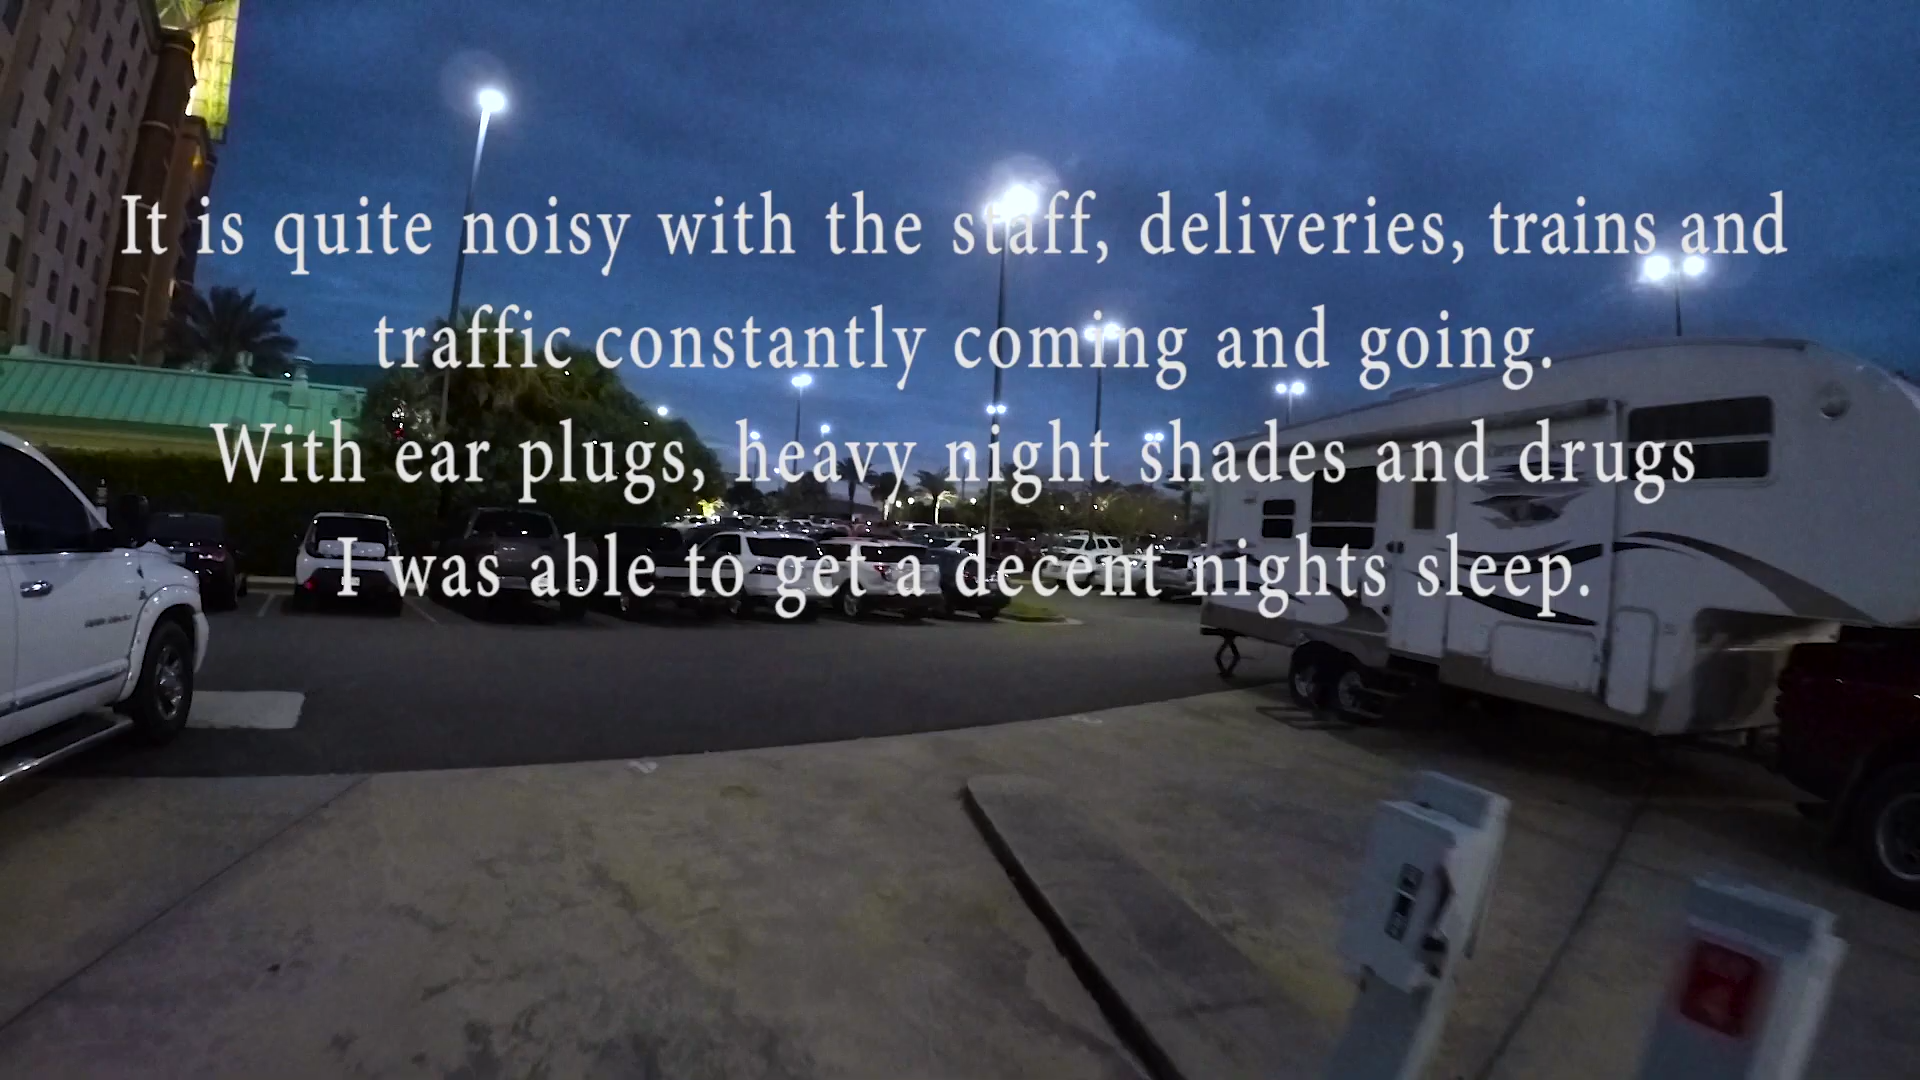 It is quite noisy with the staff, deliveries, trains and
traffic constantly coming and going.
With ear plugs, heavy night shades and drugs
I was able to get a decent nights sleep.